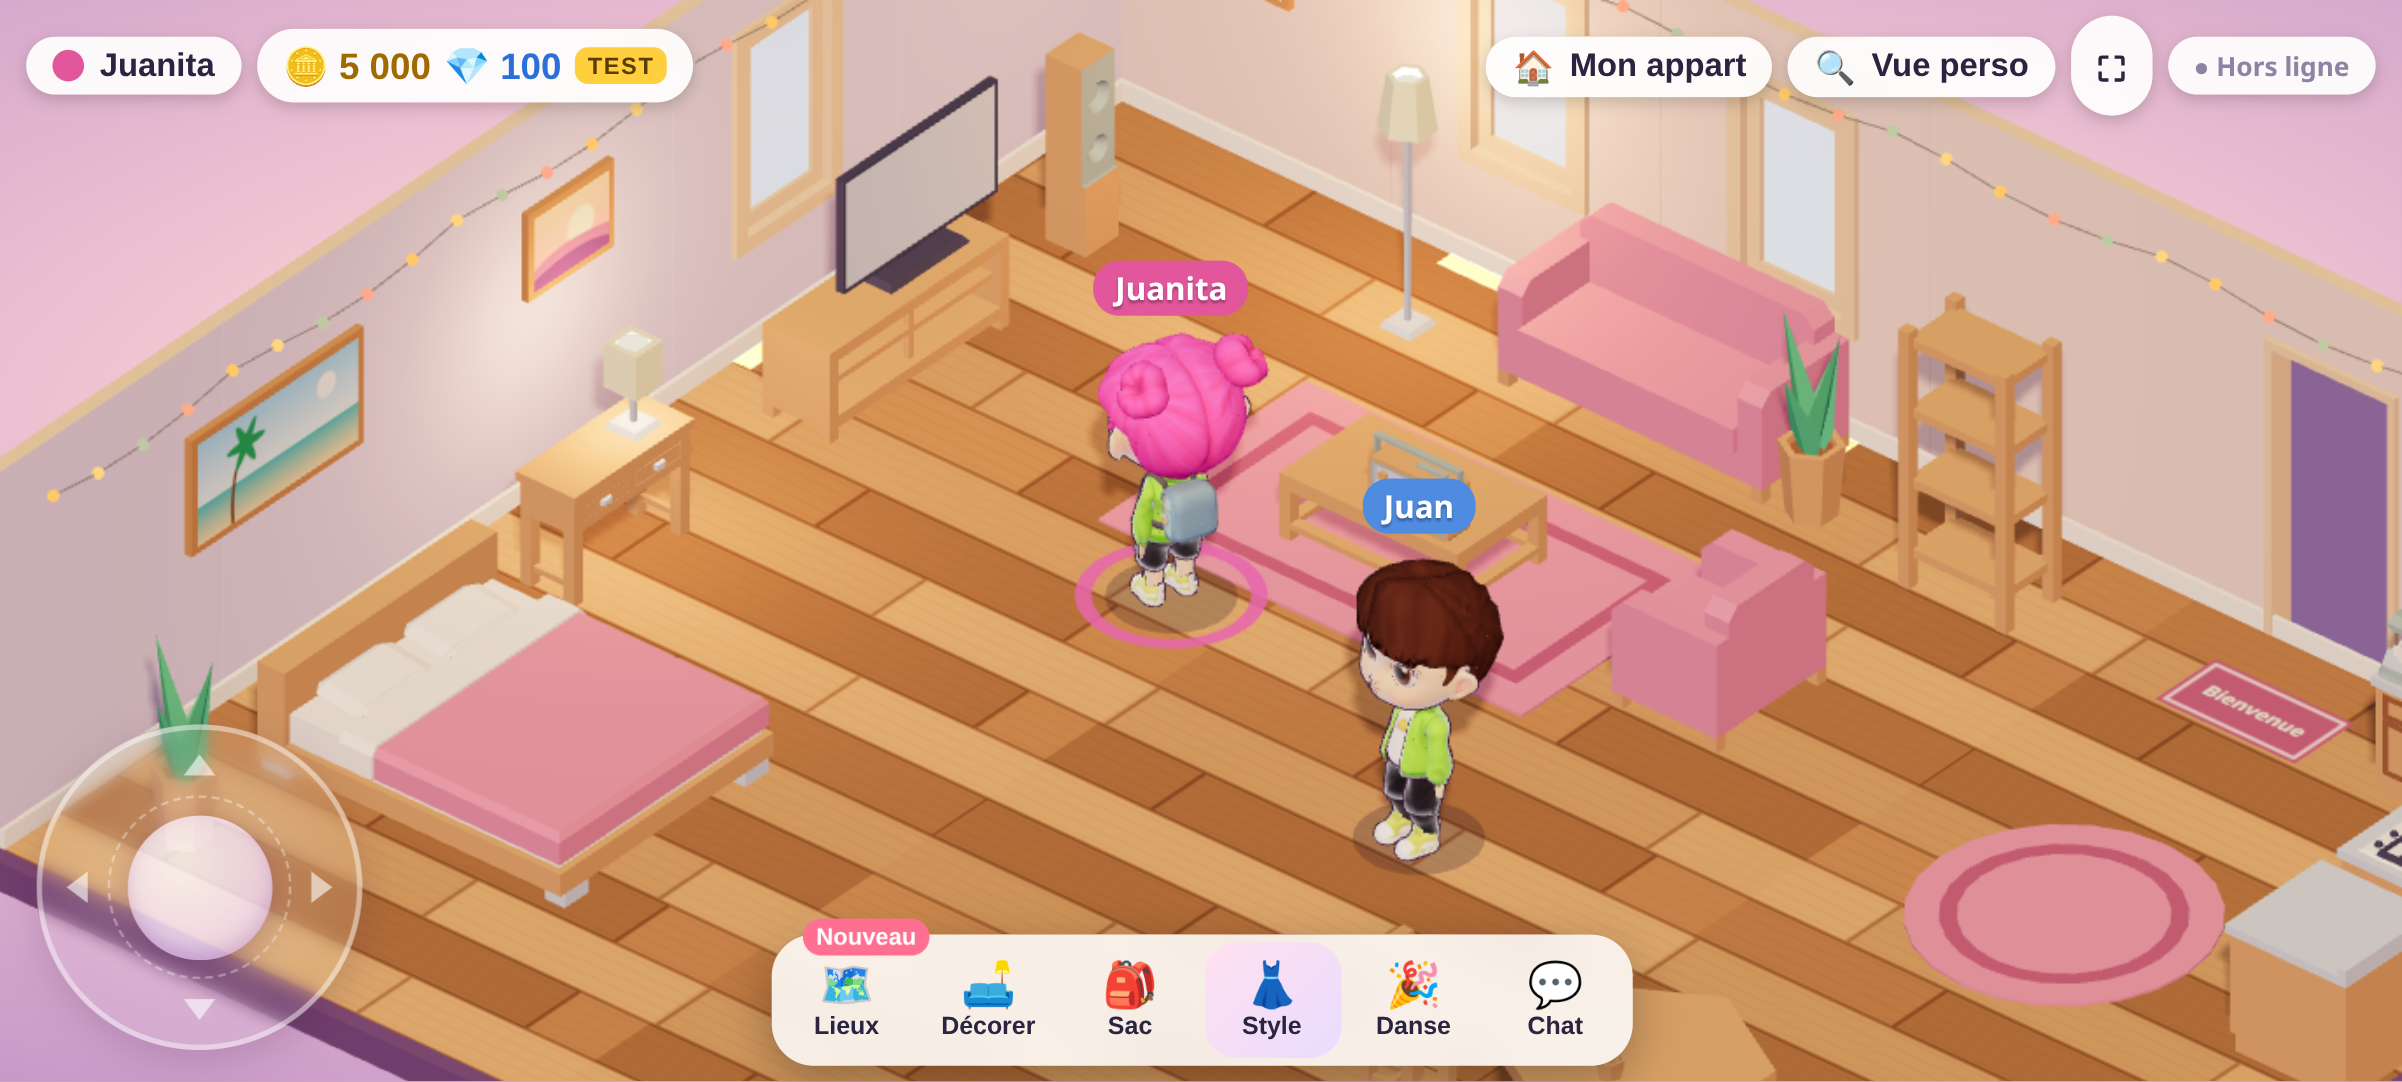 Juanita
5 000
100
TEST
Mon appart
Vue perso
Hors ligne
Juanita
Juan
Bienvenue
Nouveau
Lieux
Décorer
Sac
Style
Danse
Chat